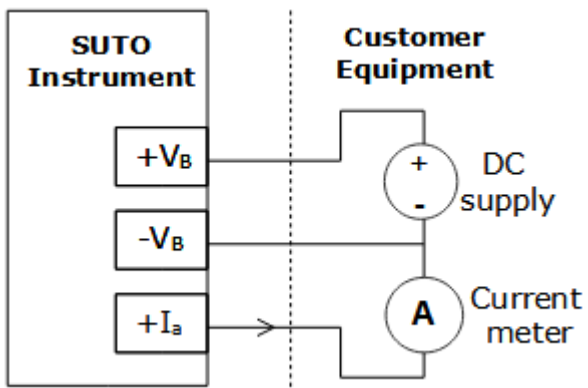 SUTO
Instrument
Customer
Equipment
+VB
+
-
DC
supply
-VB
+Ia
A
Current
meter